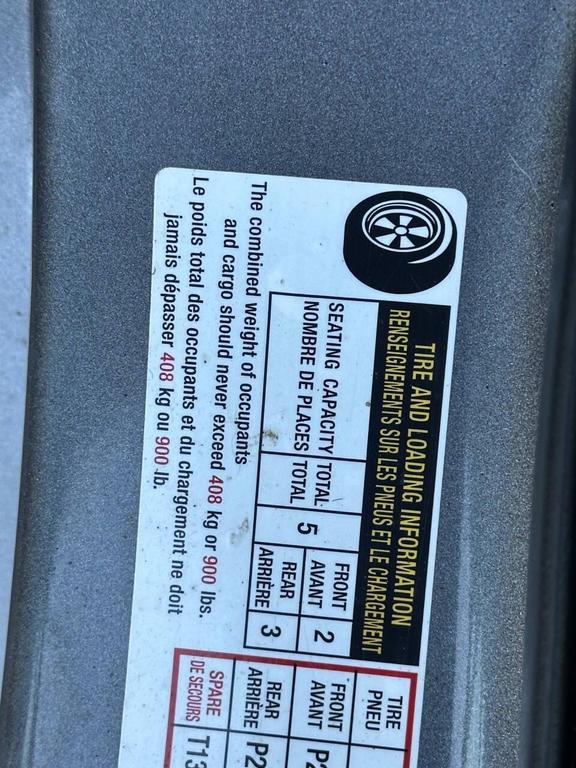 TIRE AND LOADING INFORMATION
RENSEIGNEMENTS SUR LES PNEUS ET LE CHARGEMENT
SEATING CAPACITY
NOMBRE DE PLACES
TOTAL
TOTAL
5
FRONT
AVANT
2
REAR
ARRIÈRE
3
The combined weight of occupants
and cargo should never exceed 408 kg or 900 lbs.
Le poids total des occupants et du chargement ne doit
jamais dépasser 408 kg ou 900 lb.
TIRE
PNEU
FRONT
AVANT
P2
REAR
ARRIÈRE
P2
SPARE
DE SECOURS
T13